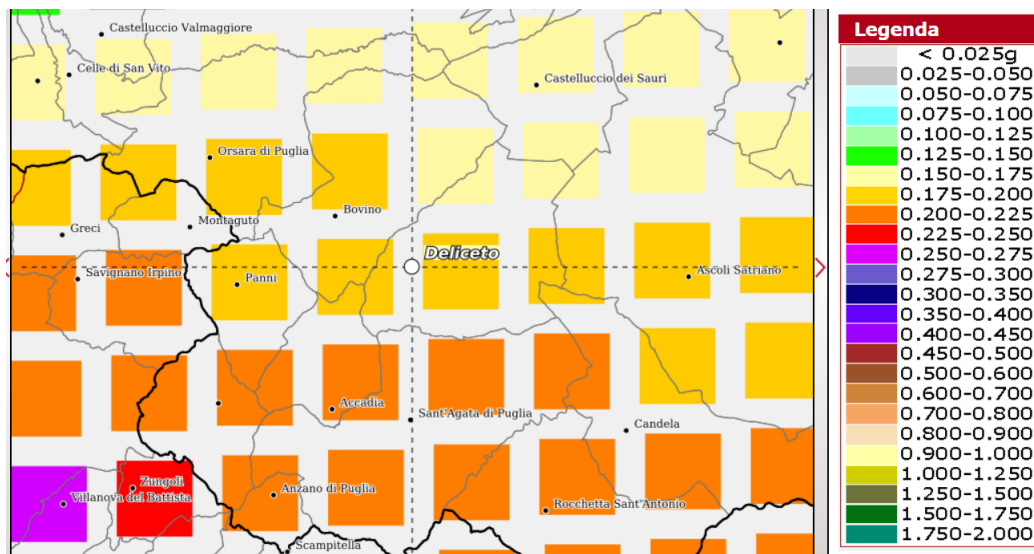 Castelluccio Valmaggiore
Celle di San Vito
Castelluccio dei Sauri
Orsara di Puglia
Bovino
Montaguto
Greci
Deliceto
Savignano Irpino
Panni
Ascoli Satriano
Accadia
Sant'Agata di Puglia
Candela
Zungoli
Villanova del Battista
Anzano di Puglia
Rocchetta Sant'Antonio
Scampitella
Legenda
< 0.025g
0.025-0.050
0.050-0.075
0.075-0.100
0.100-0.125
0.125-0.150
0.150-0.175
0.175-0.200
0.200-0.225
0.225-0.250
0.250-0.275
0.275-0.300
0.300-0.350
0.350-0.400
0.400-0.450
0.450-0.500
0.500-0.600
0.600-0.700
0.700-0.800
0.800-0.900
0.900-1.000
1.000-1.250
1.250-1.500
1.500-1.750
1.750-2.000